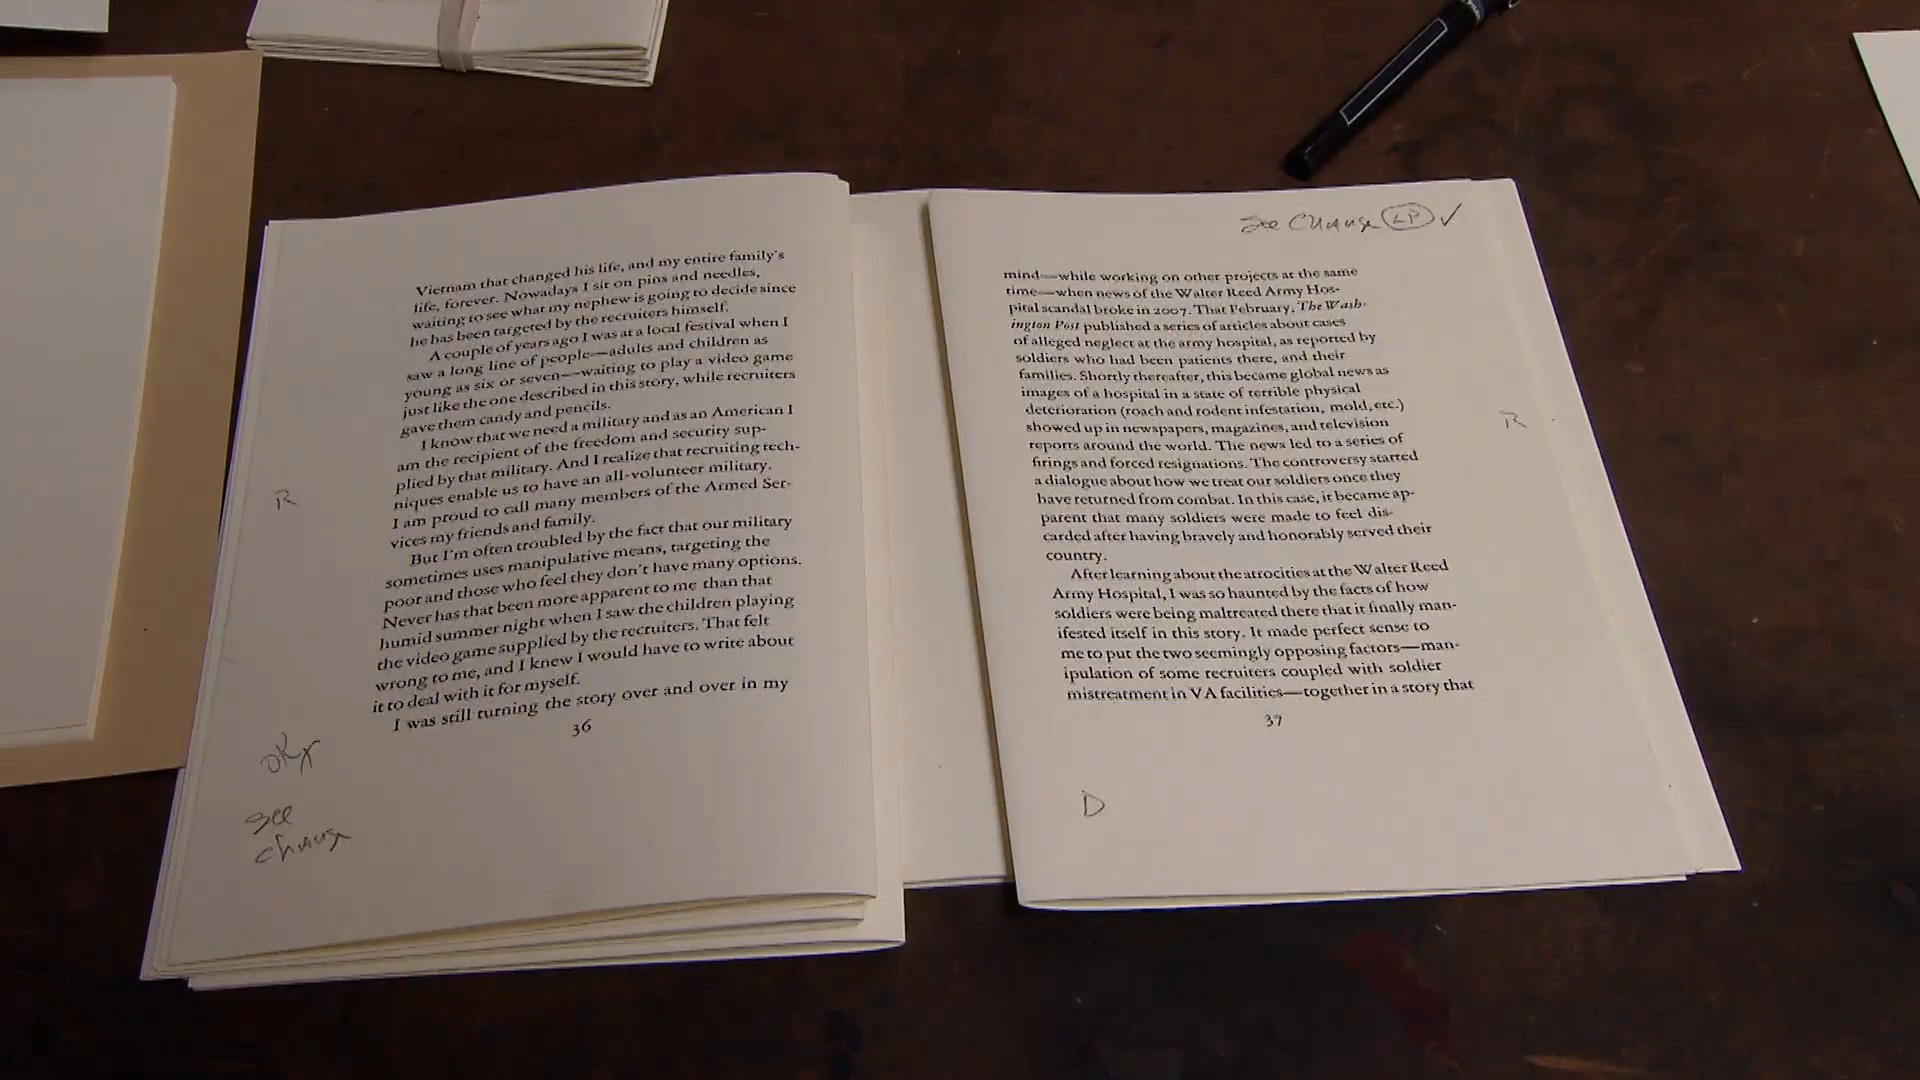 Vietnam that changed his life, and my entire family's
life, forever. Nowadays I sit on pins and needles,
waiting to see what my nephew is going to decide since
he has been targeted by the recruiters himself.
A couple of years ago I was at a local festival when I
saw a long line of people—adults and children as
young as six or seven—waiting to play a video game
just like the one described in this story, while recruiters
gave them candy and pencils.
I know that we need a military and as an American I
am the recipient of the freedom and security sup-
plied by that military. And I realize that recruiting tech-
niques enable us to have an all-volunteer military.
I am proud to call many members of the Armed Ser-
vices my friends and family.
But I'm often troubled by the fact that our military
sometimes uses manipulative means, targeting the
poor and those who feel they don't have many options.
Never has that been more apparent to me than that
humid summer night when I saw the children playing
the video game supplied by the recruiters. That felt
wrong to me, and I knew I would have to write about
it to deal with it for myself.
I was still turning the story over and over in my
36
R
see
change
see Change LP ✓
mind—while working on other projects at the same
time—when news of the Walter Reed Army Hos-
pital scandal broke in 2007. That February, The Wash-
ington Post published a series of articles about cases
of alleged neglect at the army hospital, as reported by
soldiers who had been patients there, and their
families. Shortly thereafter, this became global news as
images of a hospital in a state of terrible physical
deterioration (roach and rodent infestation, mold, etc.)
showed up in newspapers, magazines, and television
reports around the world. The news led to a series of
firings and forced resignations. The controversy started
a dialogue about how we treat our soldiers once they
have returned from combat. In this case, it became ap-
parent that many soldiers were made to feel dis-
carded after having bravely and honorably served their
country.
After learning about the atrocities at the Walter Reed
Army Hospital, I was so haunted by the facts of how
soldiers were being maltreated there that it finally man-
ifested itself in this story. It made perfect sense to
me to put the two seemingly opposing factors—man-
ipulation of some recruiters coupled with soldier
mistreatment in VA facilities—together in a story that
37
R
D